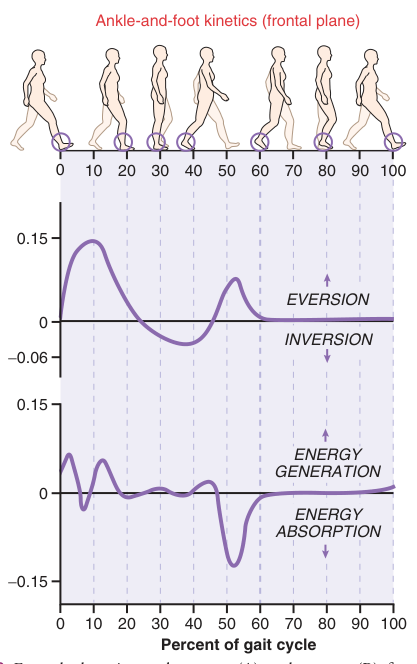 Ankle-and-foot kinetics (frontal plane)
0 10 20 30 40 50 60 70 80 90 100
0.15
EVERSION
0
INVERSION
−0.06
0.15
ENERGY
GENERATION
0
ENERGY
ABSORPTION
−0.15
0 10 20 30 40 50 60 70 80 90 100
Percent of gait cycle